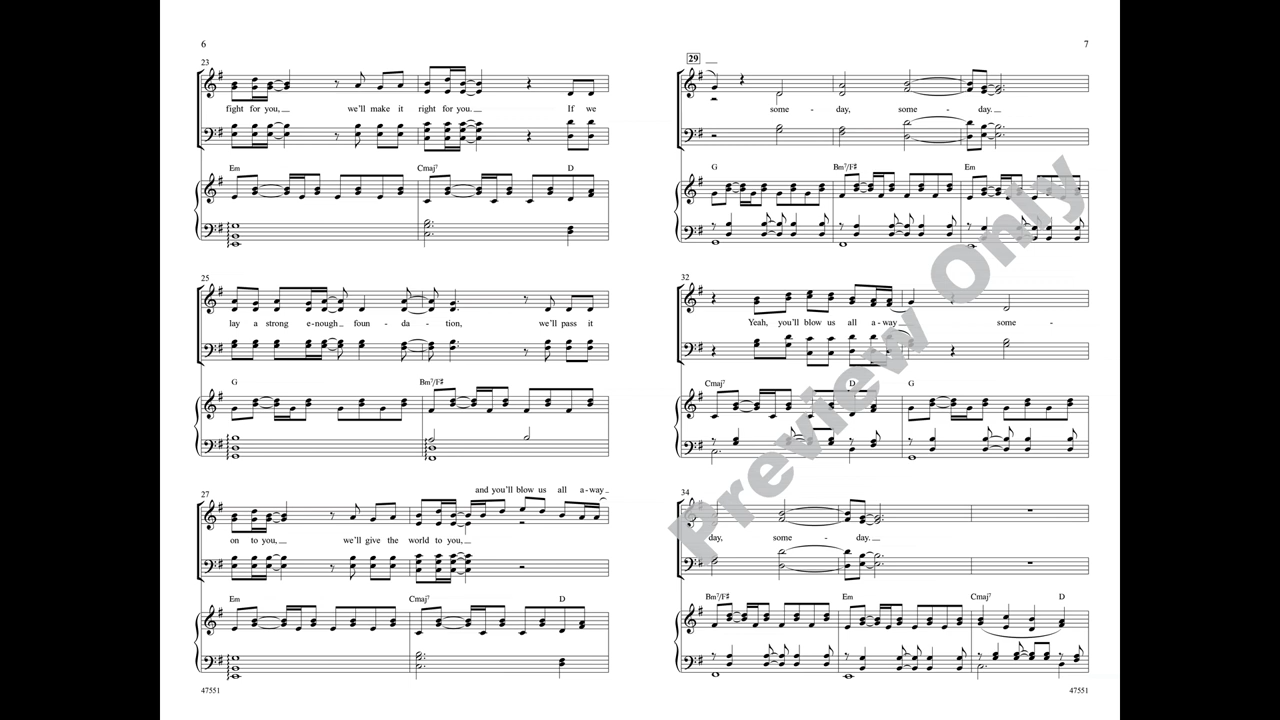 6
23
fight for you, we'll make it right for you. If we
Em Cmaj7 D
25
lay a strong e-nough foun - da - tion, we'll pass it
G Bm7/F#
27
and you'll blow us all a-way
on to you, we'll give the world to you,
Em Cmaj7 D
47551
7
29
some - day, some - day.
G Bm7/F# Em
32
Yeah, you'll blow us all a-way some -
Cmaj7 D G
34
day, some - day.
Bm7/F# Em Cmaj7 D
47551
Preview Only